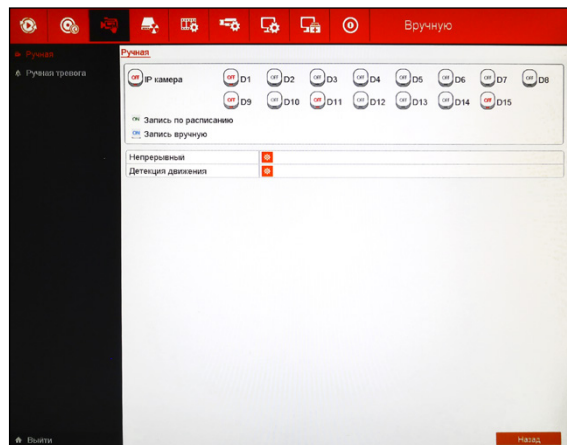 Вручную
Ручная
Ручная тревога
Выйти
Ручная
OFF IP камера OFF D1 OFF D2 OFF D3 OFF D4 OFF D5 OFF D6 OFF D7 OFF D8
OFF D9 OFF D10 OFF D11 OFF D12 OFF D13 OFF D14 OFF D15
ON Запись по расписанию
ON Запись вручную
Непрерывный
Детекция движения
Назад